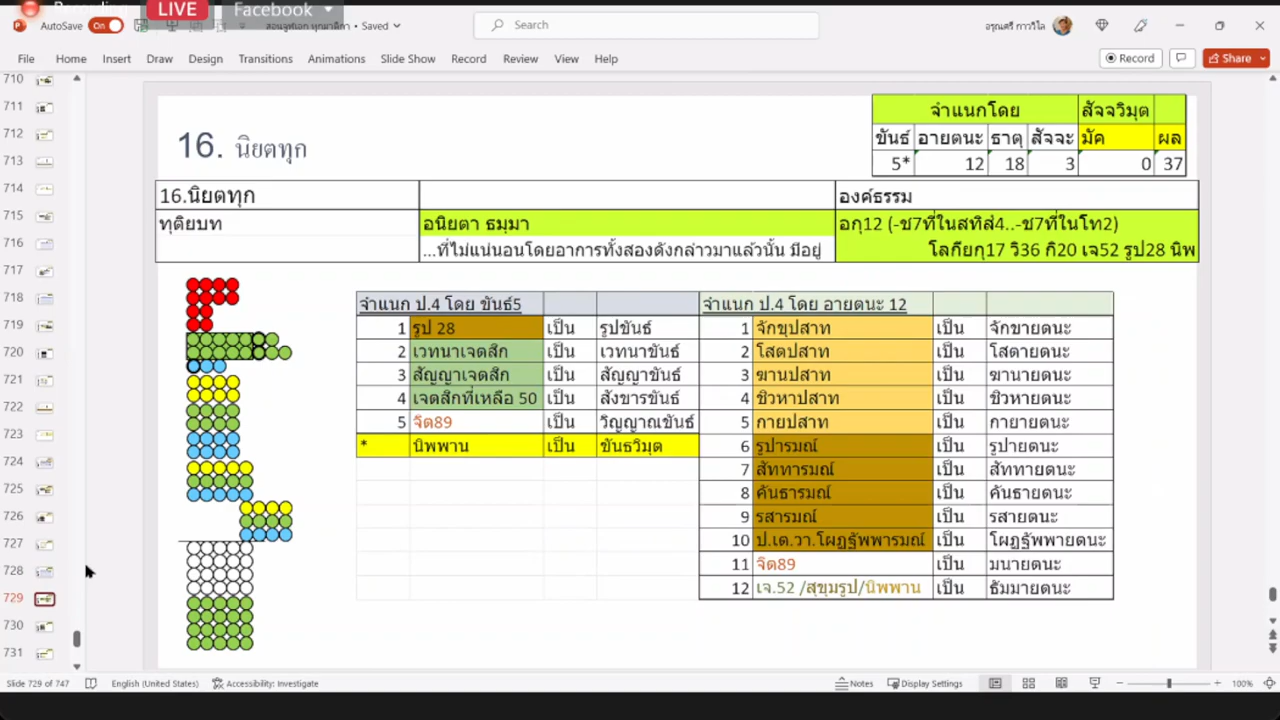 Recording
LIVE
Facebook
AutoSave On
• Saved
Search
อรุณศรี กาววิไล
File Home Insert Draw Design Transitions Animations Slide Show Record Review View Help
Record
Share
710
711
712
713
714
715
716
717
718
719
720
721
722
723
724
725
726
727
728
729
730
731
16. นิยตทุก
จำแนกโดย สัจจวิมุต
ขันธ์ อายตนะ ธาตุ สัจจะ มัค ผล
5* 12 18 3 0 37
16.นิยตทุก องค์ธรรม
ทุติยบท อนิยตา ธมฺมา อกุ12 (-ช7ที่ในสทิส่4..-ช7ที่ในโท2)
...ที่ไม่แน่นอนโดยอาการทั้งสองดังกล่าวมาแล้วนั้น มีอยู่ โลกียกุ17 วิ36 กิ20 เจ52 รูป28 นิพ
จำแนก ป.4 โดย ขันธ์5
1 รูป 28 เป็น รูปขันธ์
2 เวทนาเจตสิก เป็น เวทนาขันธ์
3 สัญญาเจตสิก เป็น สัญญาขันธ์
4 เจตสิกที่เหลือ 50 เป็น สังขารขันธ์
5 จิต89 เป็น วิญญาณขันธ์
* นิพพาน เป็น ขันธวิมุต
จำแนก ป.4 โดย อายตนะ 12
1 จักขุปสาท เป็น จักขายตนะ
2 โสตปสาท เป็น โสตายตนะ
3 ฆานปสาท เป็น ฆานายตนะ
4 ชิวหาปสาท เป็น ชิวหายตนะ
5 กายปสาท เป็น กายายตนะ
6 รูปารมณ์ เป็น รูปายตนะ
7 สัททารมณ์ เป็น สัททายตนะ
8 คันธารมณ์ เป็น คันธายตนะ
9 รสารมณ์ เป็น รสายตนะ
10 ป.เต.วา.โผฏฐัพพารมณ์ เป็น โผฏฐัพพายตนะ
11 จิต89 เป็น มนายตนะ
12 เจ.52 /สุขุมรูป/นิพพาน เป็น ธัมมายตนะ
Slide 729 of 747 English (United States) Accessibility: Investigate Notes Display Settings 100%